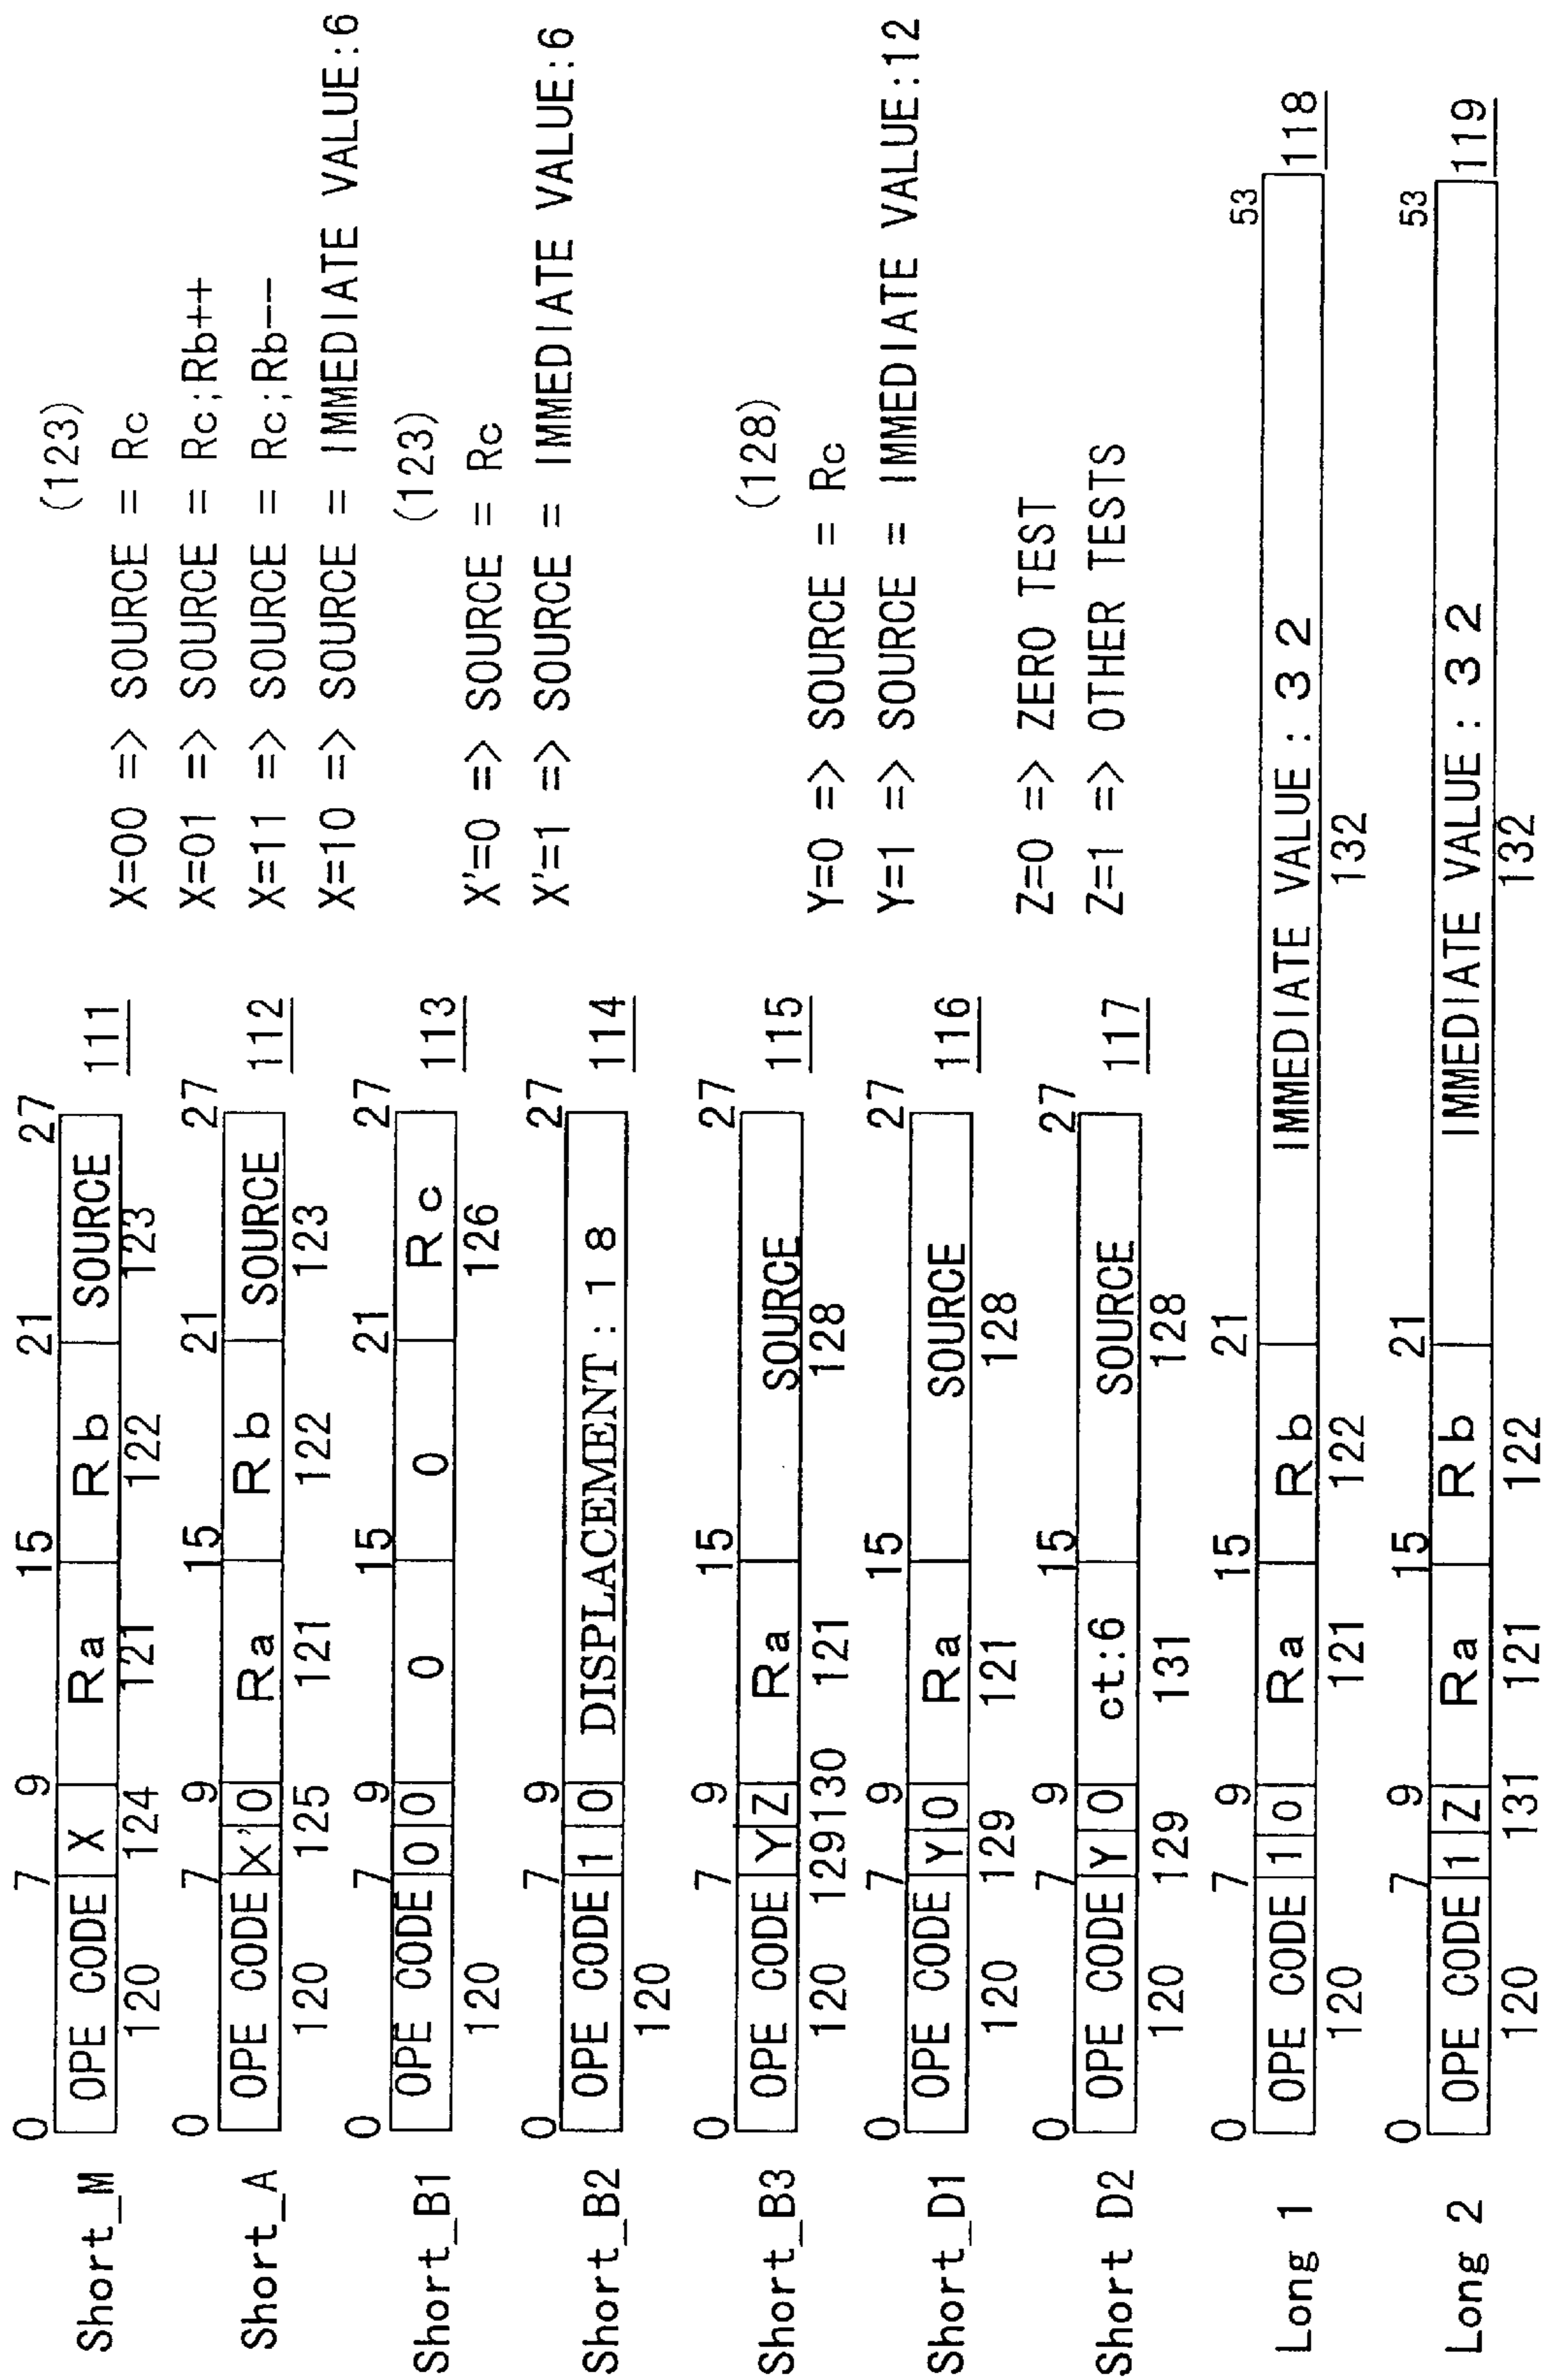 Short_M
0 7 9 15 21 27
OPE CODE X Ra Rb SOURCE 111
120 124 121 122 123
(123)
X=00 => SOURCE = Rc
X=01 => SOURCE = Rc;Rb++
X=11 => SOURCE = Rc;Rb--
X=10 => SOURCE = IMMEDIATE VALUE:6
Short_A
0 7 9 15 21 27
OPE CODE X' 0 Ra Rb SOURCE 112
120 125 121 122 123
(123)
X'=0 => SOURCE = Rc
X'=1 => SOURCE = IMMEDIATE VALUE:6
Short_B1
0 7 9 15 21 27
OPE CODE 0 0 0 0 Rc 113
120 126
Short_B2
0 7 9 27
OPE CODE 1 0 DISPLACEMENT:18 114
120
Short_B3
0 7 9 15 27
OPE CODE Y Z Ra SOURCE 115
120 129 130 121 128
(128)
Y=0 => SOURCE = Rc
Y=1 => SOURCE = IMMEDIATE VALUE:12
Short_D1
0 7 9 15 27
OPE CODE Y 0 Ra SOURCE 116
120 129 121 128
Z=0 => ZERO TEST
Z=1 => OTHER TESTS
Short D2
0 7 9 15 27
OPE CODE Y 0 ct:6 SOURCE 117
120 129 131 128
Long 1
0 7 9 15 21 53
OPE CODE 1 0 Ra Rb IMMEDIATE VALUE:32 118
120 121 122 132
Long 2
0 7 9 15 21 53
OPE CODE 1 Z Ra Rb IMMEDIATE VALUE:32 119
120 131 121 122 132